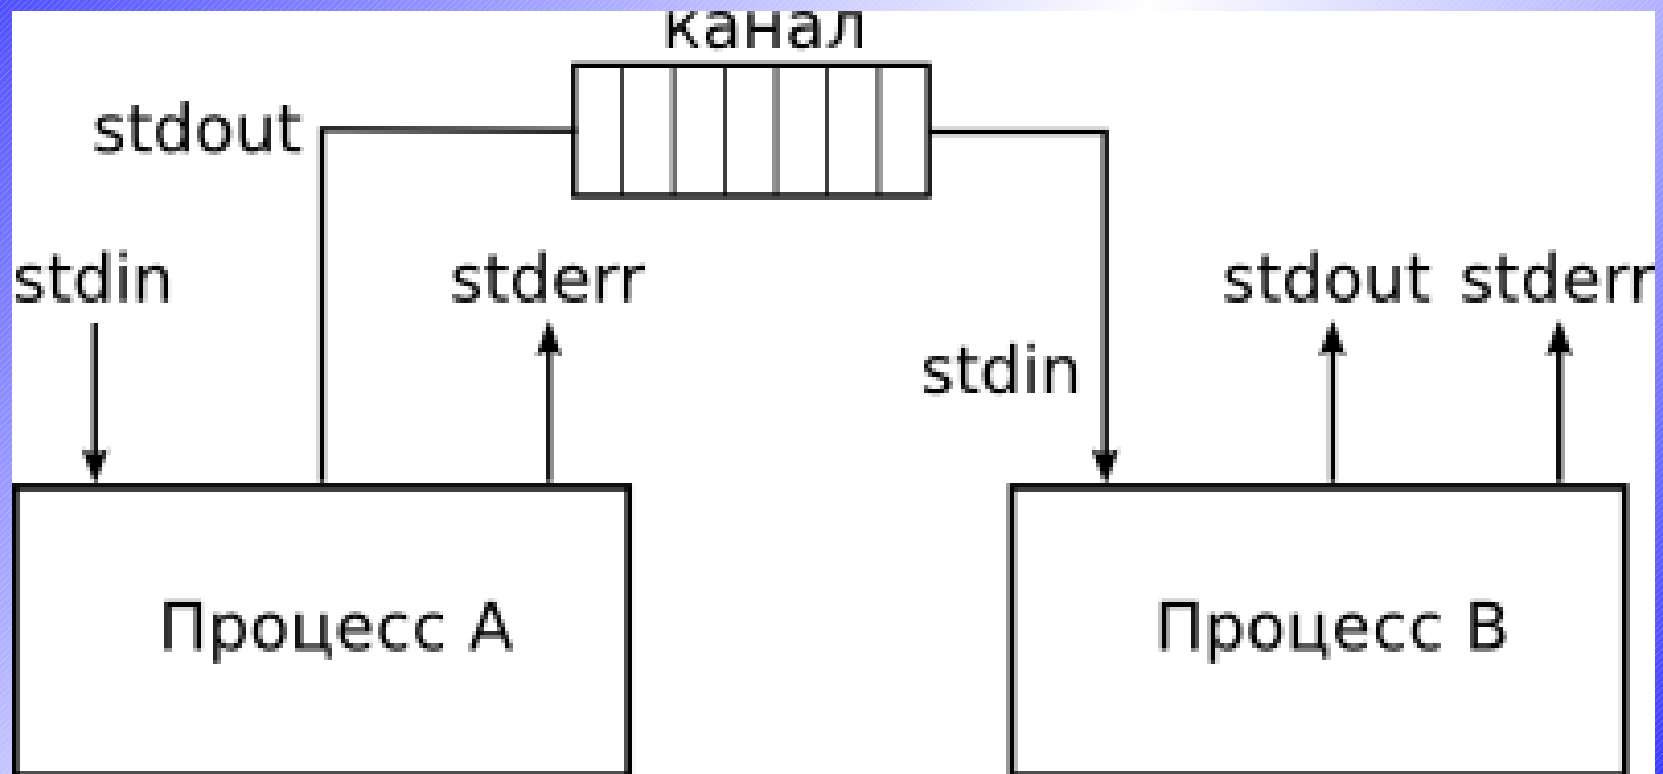 канал
stdout
stdin
stderr
stdout stderr
stdin
Процесс A
Процесс B